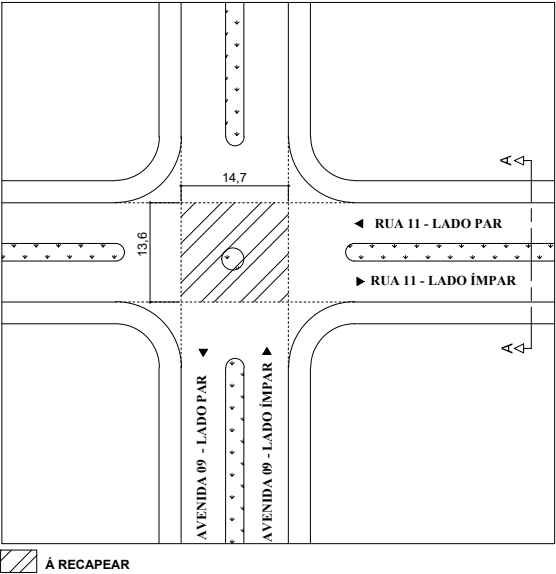 14,7
13,6
A
RUA 11 - LADO PAR
RUA 11 - LADO ÍMPAR
A
AVENIDA 09 - LADO PAR
AVENIDA 09 - LADO ÍMPAR
Á RECAPEAR